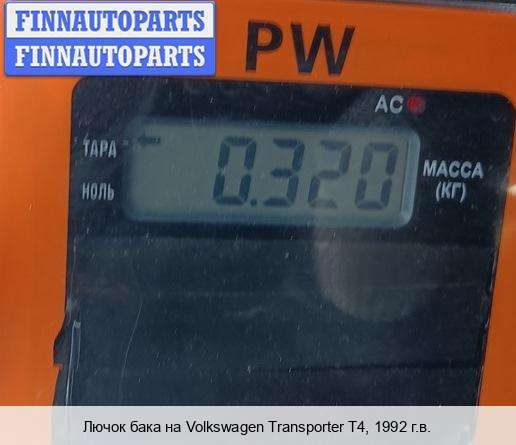 FINNAUTOPARTS
FINNAUTOPARTS
PW
AC
ТАРА
0.320
МАССА
(КГ)
НОЛЬ
Лючок бака на Volkswagen Transporter T4, 1992 г.в.